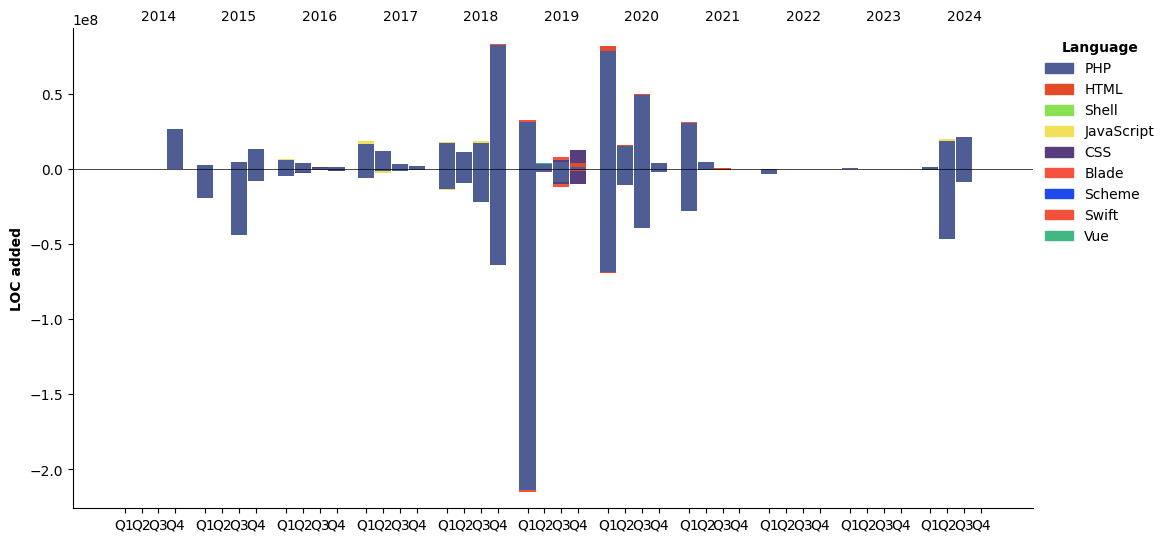 2014 2015 2016 2017 2018 2019 2020 2021 2022 2023 2024
1e8
Language
PHP
HTML
Shell
JavaScript
CSS
Blade
Scheme
Swift
Vue
0.5
0.0
−0.5
−1.0
−1.5
−2.0
LOC added
Q1Q2Q3Q4 Q1Q2Q3Q4 Q1Q2Q3Q4 Q1Q2Q3Q4 Q1Q2Q3Q4 Q1Q2Q3Q4 Q1Q2Q3Q4 Q1Q2Q3Q4 Q1Q2Q3Q4 Q1Q2Q3Q4 Q1Q2Q3Q4